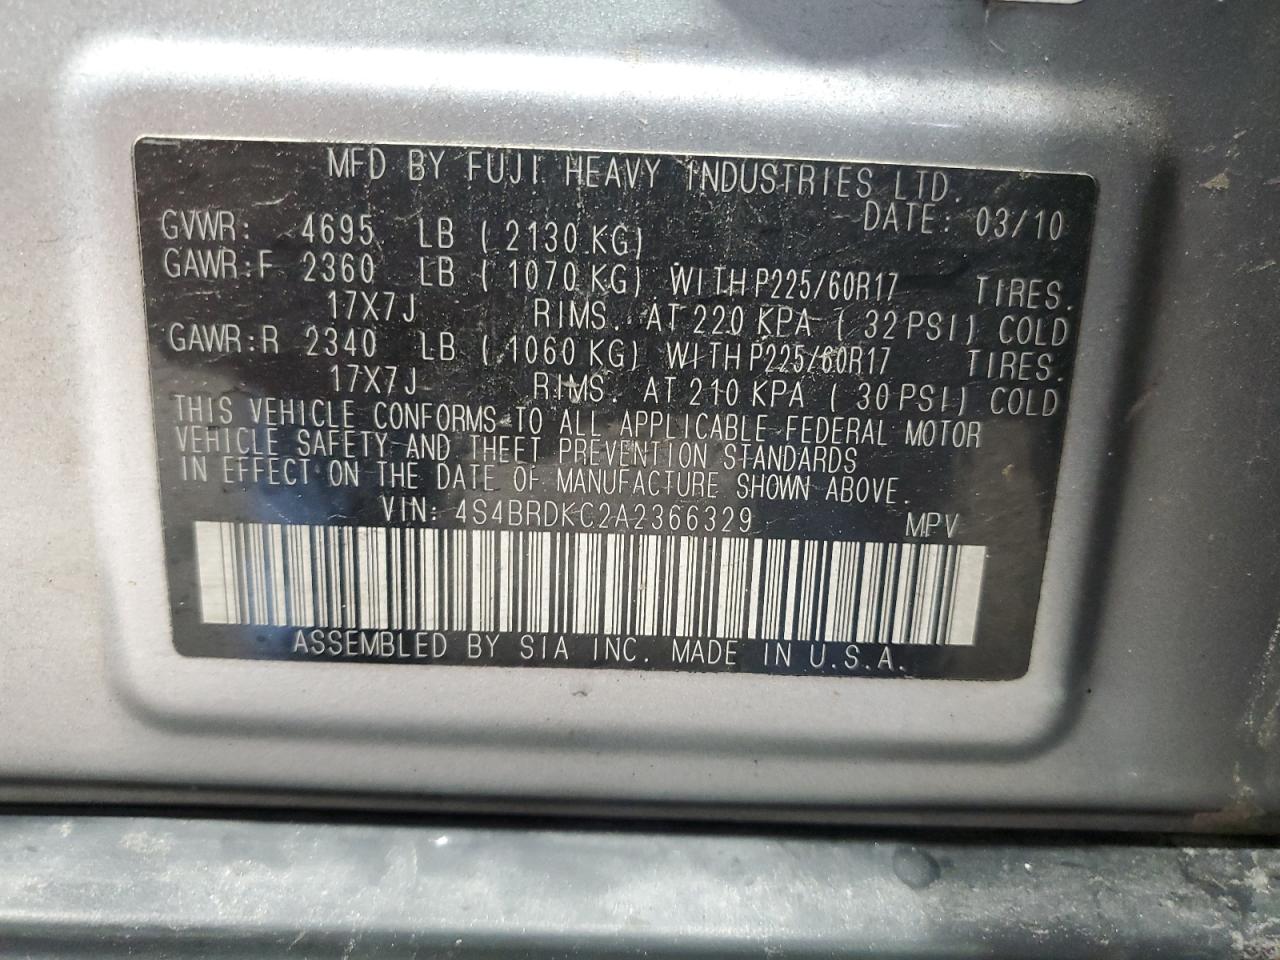 MFD BY FUJI HEAVY INDUSTRIES LTD.
DATE: 03/10
GVWR: 4695 LB (2130 KG)
GAWR:F 2360 LB (1070 KG) WITH P225/60R17 TIRES.
17X7J RIMS. AT 220 KPA (32 PSI) COLD
GAWR:R 2340 LB (1060 KG) WITH P225/60R17 TIRES.
17X7J RIMS. AT 210 KPA (30 PSI) COLD
THIS VEHICLE CONFORMS TO ALL APPLICABLE FEDERAL MOTOR
VEHICLE SAFETY AND THEFT PREVENTION STANDARDS
IN EFFECT ON THE DATE OF MANUFACTURE SHOWN ABOVE.
VIN: 4S4BRDKC2A2366329 MPV
ASSEMBLED BY SIA INC. MADE IN U.S.A.